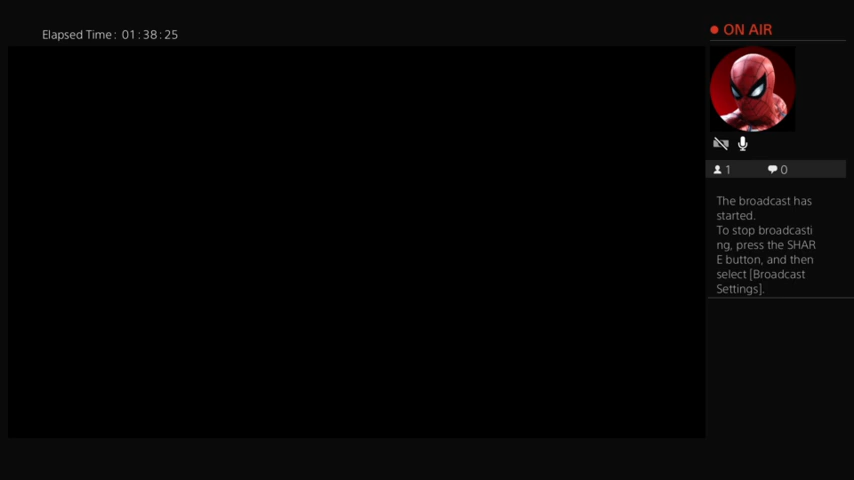 Elapsed Time: 01:38:25
ON AIR
1 0
The broadcast has
started.
To stop broadcasti
ng, press the SHAR
E button, and then
select [Broadcast
Settings].